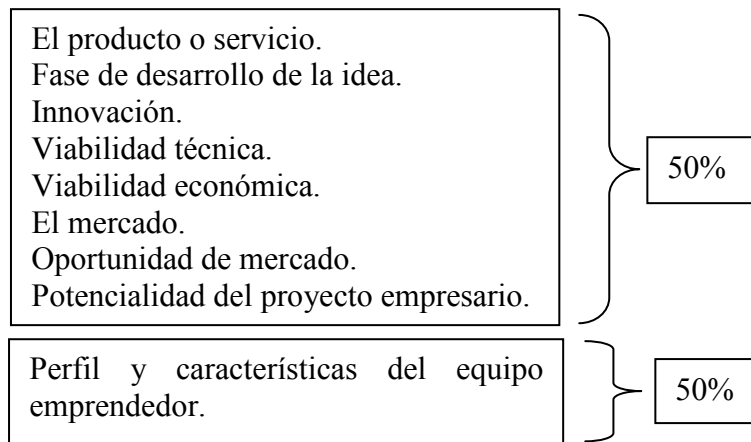 El producto o servicio.
Fase de desarrollo de la idea.
Innovación.
Viabilidad técnica.
Viabilidad económica.
El mercado.
Oportunidad de mercado.
Potencialidad del proyecto empresario.
50%
Perfil y características del equipo
emprendedor.
50%